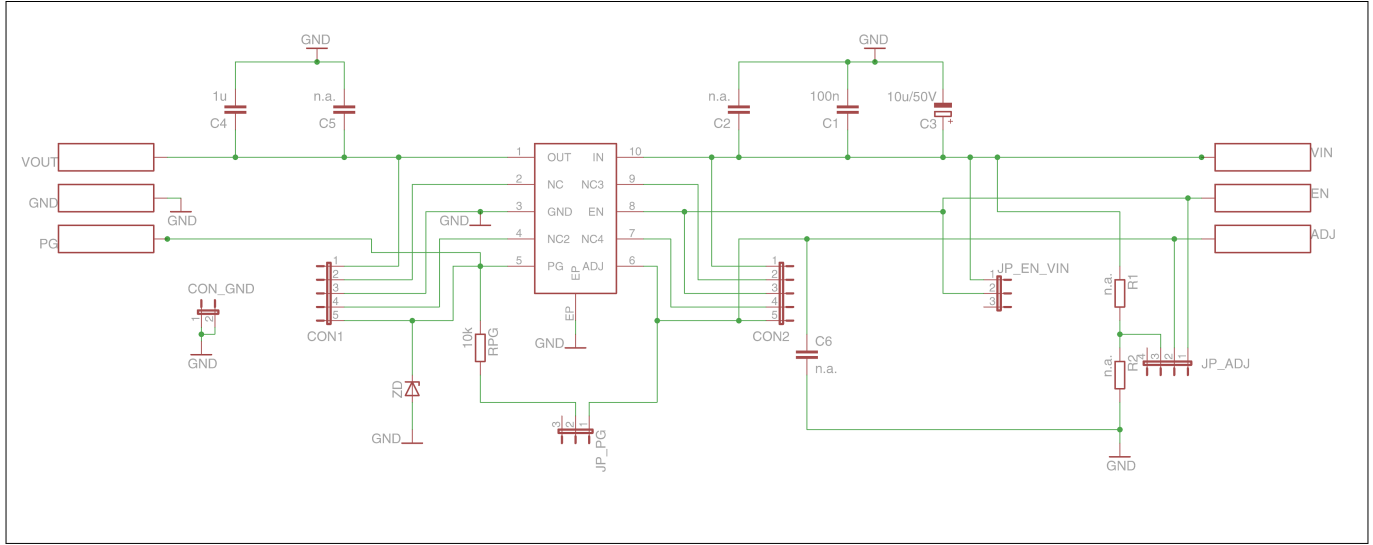 GND
GND
1u
n.a.
n.a.
100n
10u/50V
C4
C5
C2
C1
C3
+
VOUT
1
OUT
IN
10
VIN
2
NC
NC3
9
GND
EN
GND
3
GND
GND
EN
8
PG
4
NC2
NC4
7
ADJ
5
PG
ADJ
6
EP
1
2
3
4
5
CON1
1
2
3
4
5
CON2
JP_EN_VIN
1
2
3
n.a.
R1
CON_GND
1
2
GND
EP
GND
10k
RPG
C6
n.a.
n.a.
R2
4
3
2
1
JP_ADJ
ZD
GND
3
2
1
JP_PG
GND